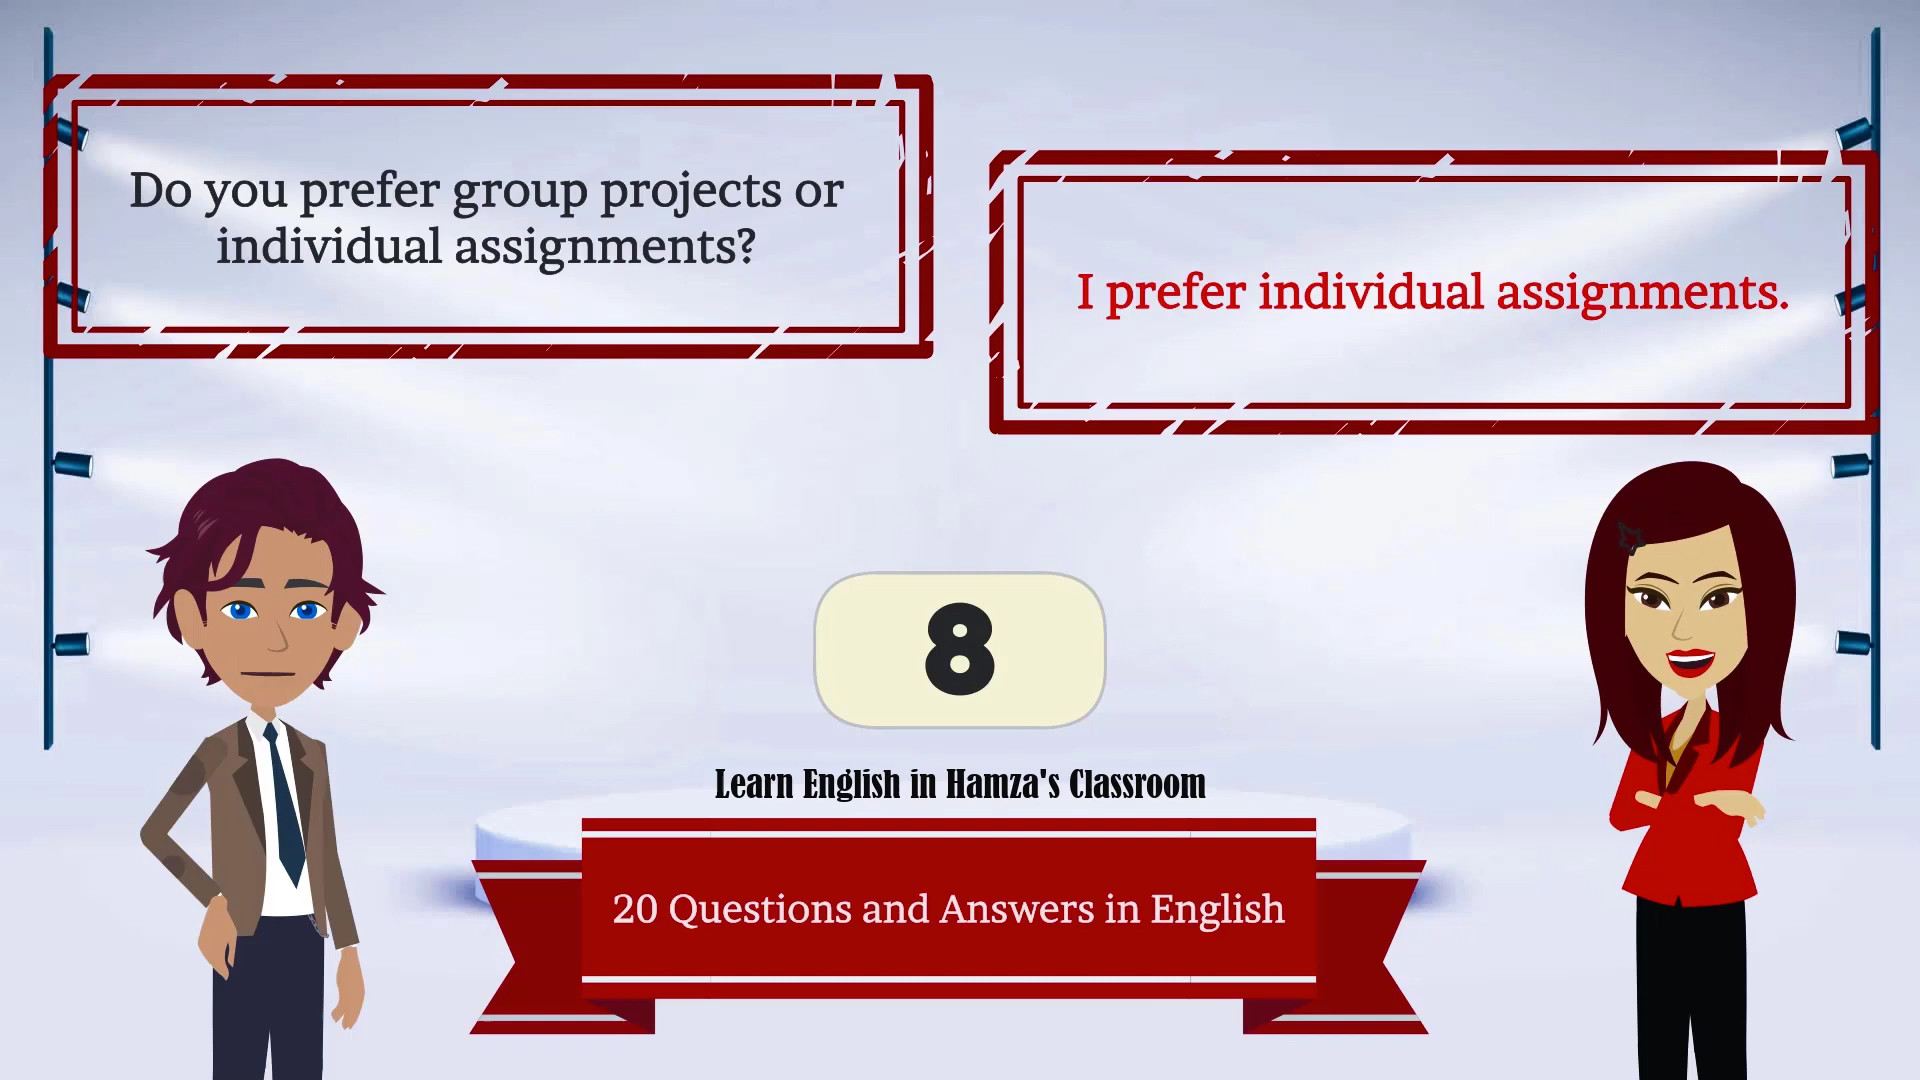 Do you prefer group projects or
individual assignments?
I prefer individual assignments.
8
Learn English in Hamza's Classroom
20 Questions and Answers in English